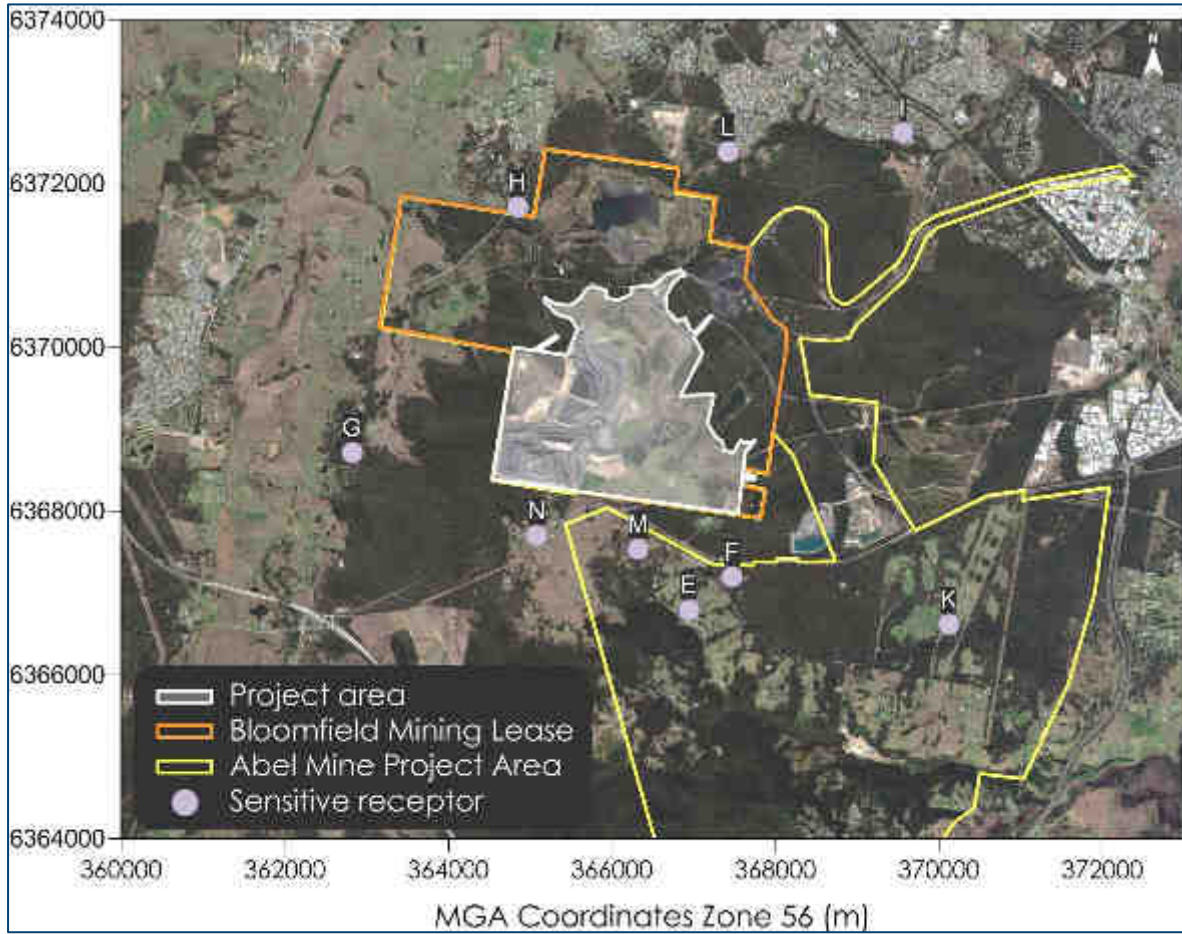 6374000
N
L
I
6372000
H
6370000
G
6368000
N
M
F
E
K
6366000
Project area
Bloomfield Mining Lease
Abel Mine Project Area
Sensitive receptor
6364000
360000 362000 364000 366000 368000 370000 372000
MGA Coordinates Zone 56 (m)